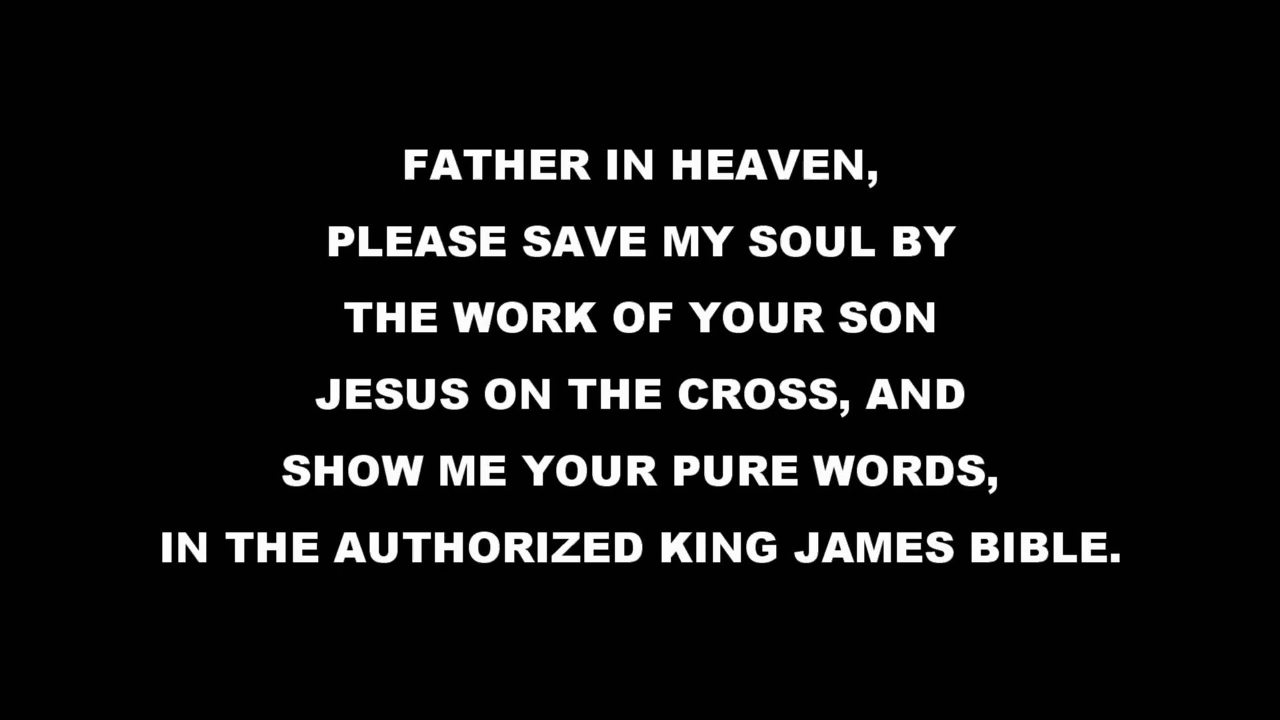 FATHER IN HEAVEN,
PLEASE SAVE MY SOUL BY
THE WORK OF YOUR SON
JESUS ON THE CROSS, AND
SHOW ME YOUR PURE WORDS,
IN THE AUTHORIZED KING JAMES BIBLE.